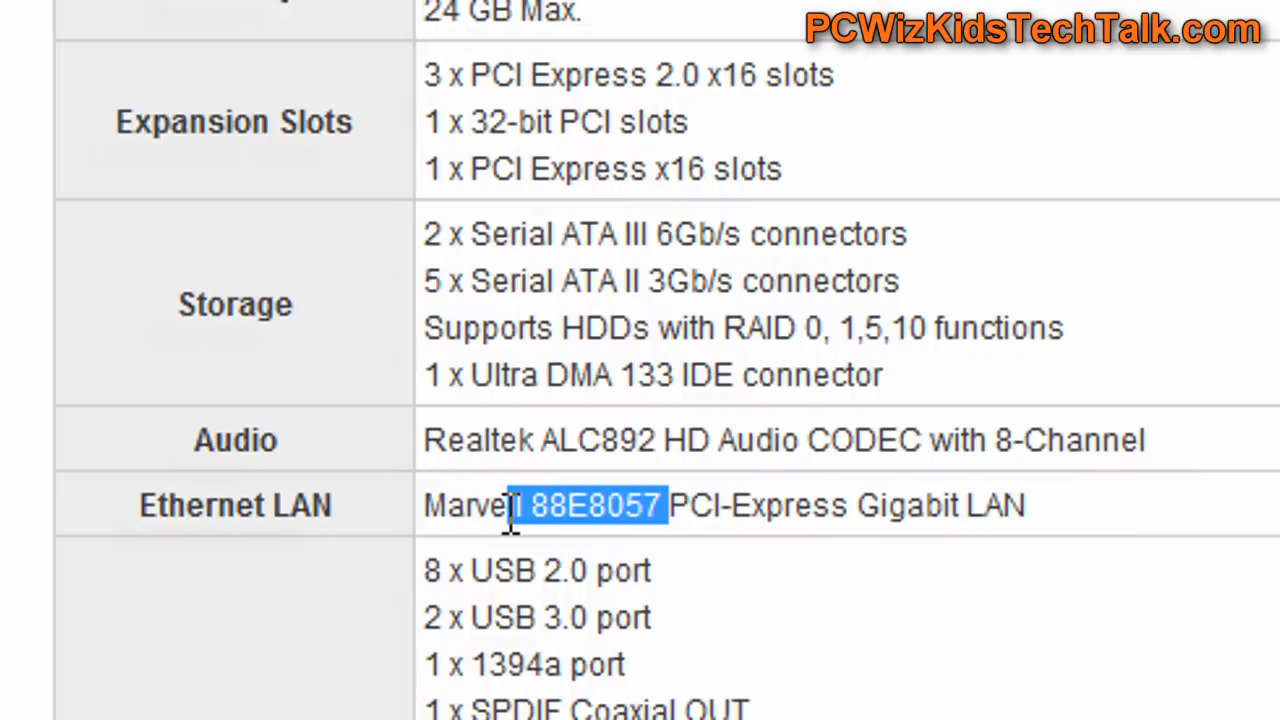 24 GB Max.
PCWizKidsTechTalk.com
Expansion Slots
3 x PCI Express 2.0 x16 slots
1 x 32-bit PCI slots
1 x PCI Express x16 slots
Storage
2 x Serial ATA III 6Gb/s connectors
5 x Serial ATA II 3Gb/s connectors
Supports HDDs with RAID 0, 1,5,10 functions
1 x Ultra DMA 133 IDE connector
Audio
Realtek ALC892 HD Audio CODEC with 8-Channel
Ethernet LAN
Marvell 88E8057 PCI-Express Gigabit LAN
8 x USB 2.0 port
2 x USB 3.0 port
1 x 1394a port
1 x SPDIF Coaxial OUT